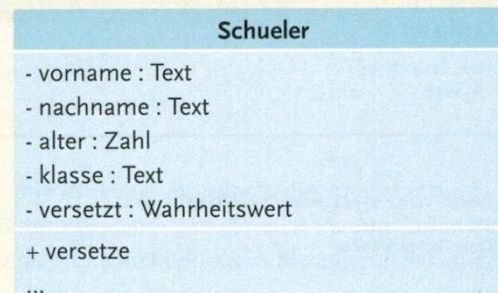 Schueler
- vorname : Text
- nachname : Text
- alter : Zahl
- klasse : Text
- versetzt : Wahrheitswert
+ versetze
...